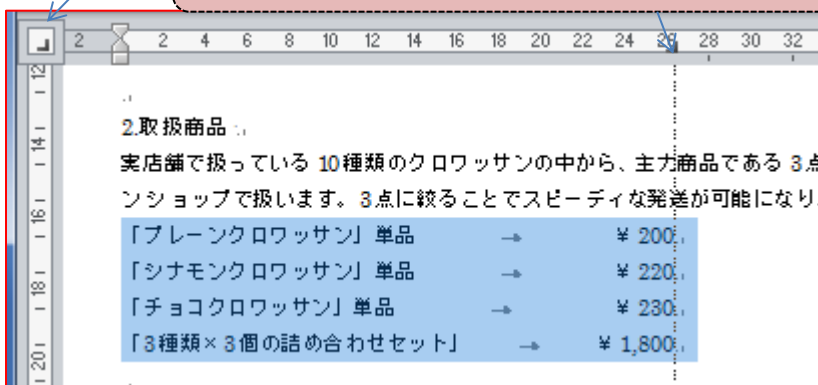 2 2 4 6 8 10 12 14 16 18 20 22 24 26 28 30 32
12
14
16
18
20
2.取扱商品
実店舗で扱っている 10種類のクロワッサンの中から、主力商品である 3点
ンショップで扱います。3点に絞ることでスピーディな発送が可能になり
「プレーンクロワッサン」単品 → ¥ 200
「シナモンクロワッサン」単品 → ¥ 220
「チョコクロワッサン」単品 → ¥ 230
「3種類×3個の詰め合わせセット」 → ¥ 1,800